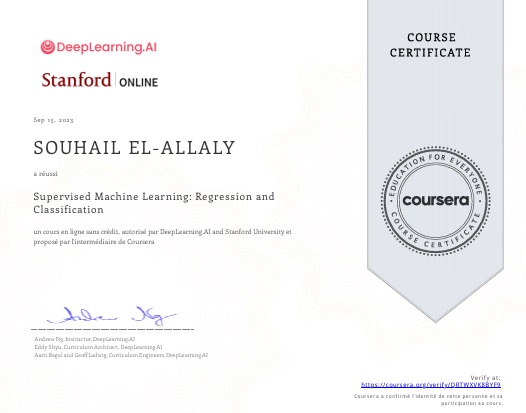 DeepLearning.AI
Stanford | ONLINE
Sep 15, 2023
SOUHAIL EL-ALLALY
a réussi
Supervised Machine Learning: Regression and
Classification
un cours en ligne sans crédit, autorisé par DeepLearning.AI and Stanford University et
proposé par l'intermédiaire de Coursera
Andrew Ng
Andrew Ng, Instructor, DeepLearning.AI
Eddy Shyu, Curriculum Architect, DeepLearning.AI
Aarti Bagul and Geoff Ladwig, Curriculum Engineers, DeepLearning.AI
COURSE
CERTIFICATE
EDUCATION FOR EVERYONE
coursera
COURSE CERTIFICATE
Verify at:
https://coursera.org/verify/QRTWXVKBBYF9
Coursera a confirmé l'identité de cette personne et sa
participation au cours.